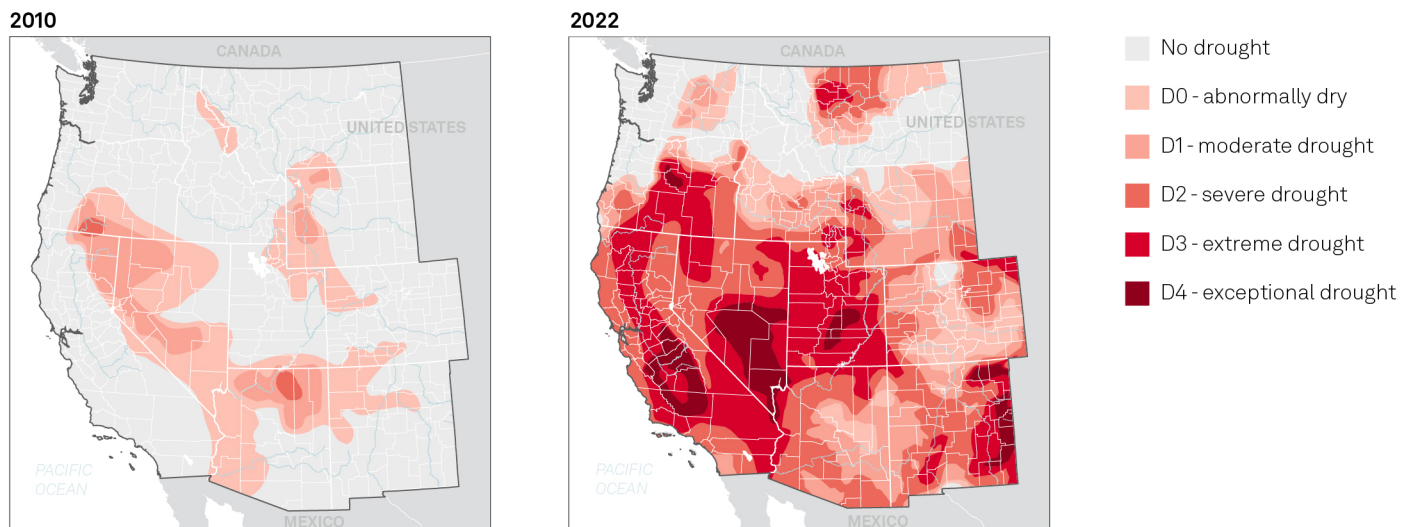 2010
CANADA
UNITED STATES
PACIFIC
OCEAN
MEXICO
2022
CANADA
UNITED STATES
PACIFIC
OCEAN
MEXICO
No drought
D0 - abnormally dry
D1 - moderate drought
D2 - severe drought
D3 - extreme drought
D4 - exceptional drought